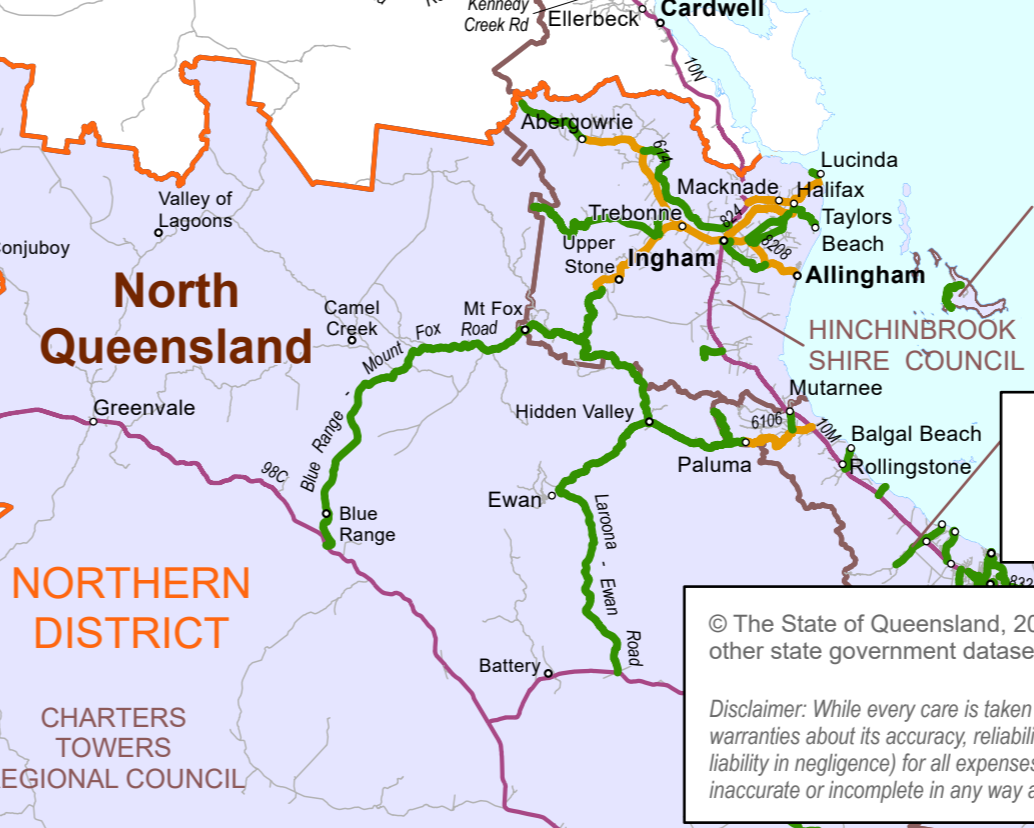 Kennedy
Creek Rd
Ellerbeck
Cardwell
10N
Abergowrie
614
Lucinda
Macknade
Halifax
Valley of
Lagoons
Trebonne
824
Taylors
Beach
8208
Upper
Stone
Ingham
Allingham
North
Queensland
Camel
Creek
Mt Fox
Blue Range - Mount Fox Road
HINCHINBROOK
SHIRE COUNCIL
Mutarnee
Greenvale
Hidden Valley
6106
10M
Balgal Beach
Paluma
Rollingstone
98C
Ewan
Blue
Range
Laroona - Ewan Road
NORTHERN
DISTRICT
Battery
CHARTERS
TOWERS
EGIONAL COUNCIL
© The State of Queensland, 20
other state government datase
Disclaimer: While every care is taken
warranties about its accuracy, reliabili
liability in negligence) for all expenses
inaccurate or incomplete in any way a